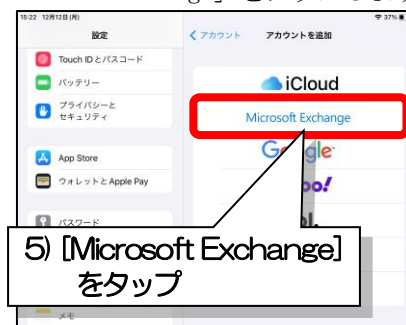 15:22 12月12日(月)
37%
設定
アカウント
アカウントを追加
Touch IDとパスコード
バッテリー
プライバシーと
セキュリティ
App Store
ウォレットとApple Pay
パスワード
メモ
iCloud
Microsoft Exchange
5) [Microsoft Exchange]
をタップ